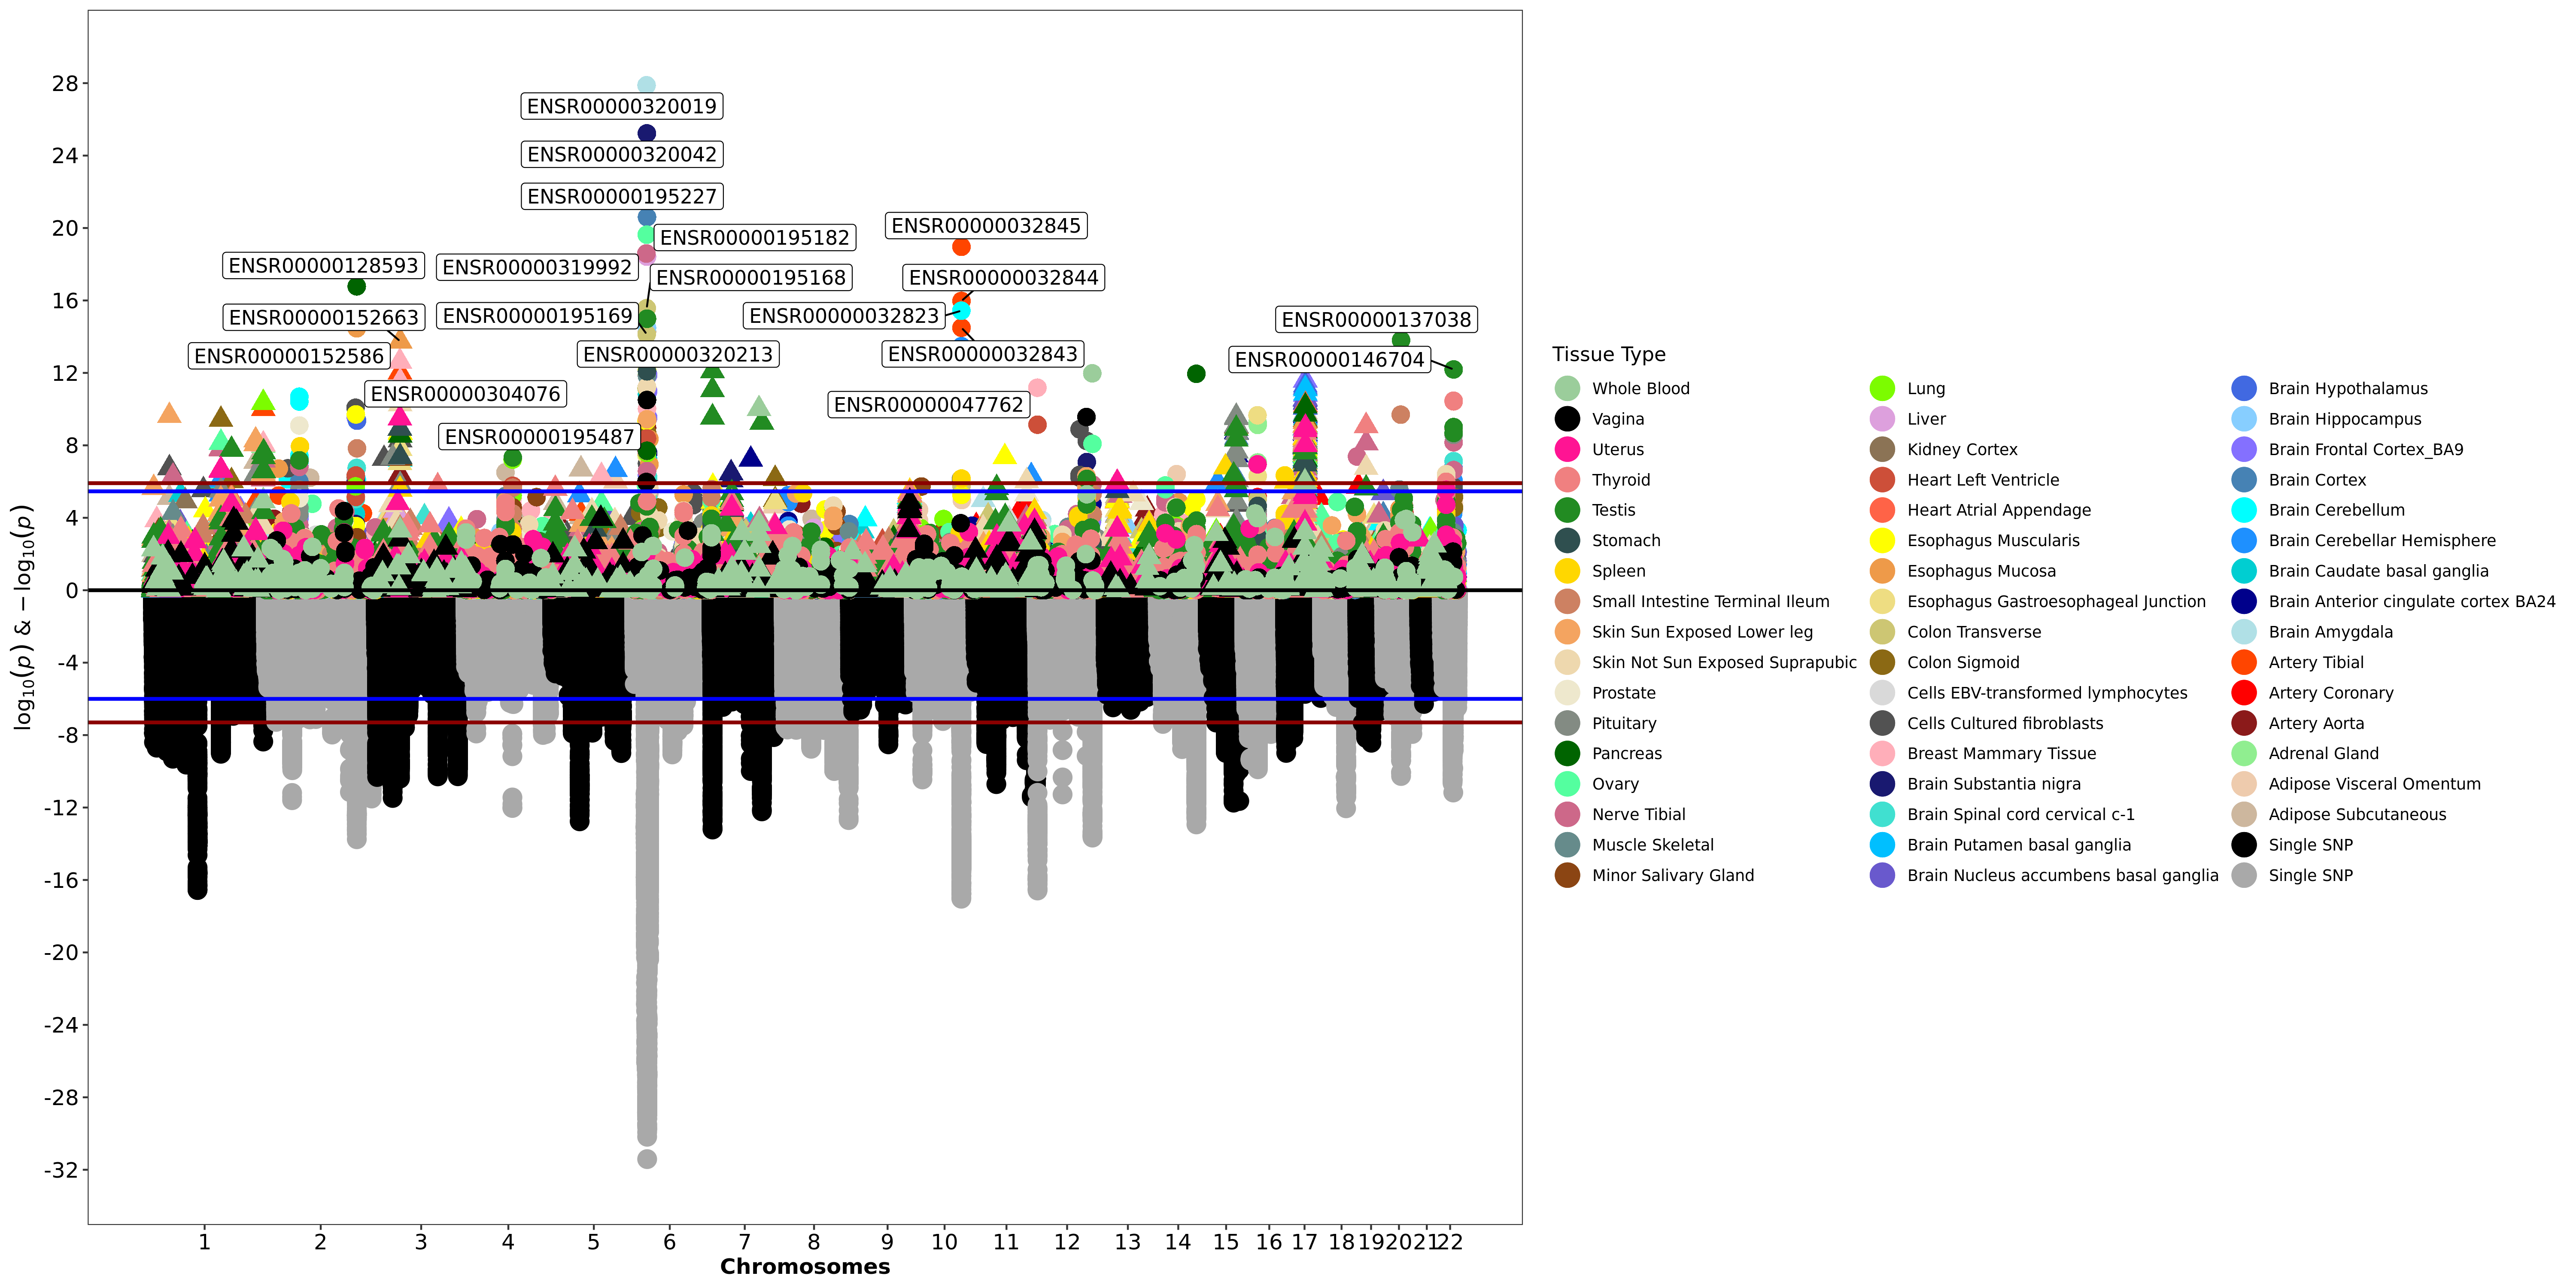 28
24
20
16
12
8
4
0
-4
-8
-12
-16
-20
-24
-28
-32
log10(p) & −log10(p)
ENSR00000320019
ENSR00000320042
ENSR00000195227
ENSR00000195182
ENSR00000032845
ENSR00000128593
ENSR00000319992
ENSR00000195168
ENSR00000032844
ENSR00000152663
ENSR00000195169
ENSR00000032823
ENSR00000137038
ENSR00000152586
ENSR00000320213
ENSR00000032843
ENSR00000146704
ENSR00000304076
ENSR00000047762
ENSR00000195487
1 2 3 4 5 6 7 8 9 10 11 12 13 14 15 16 17 18 19 20 21 22
Chromosomes
Tissue Type
Whole Blood
Vagina
Uterus
Thyroid
Testis
Stomach
Spleen
Small Intestine Terminal Ileum
Skin Sun Exposed Lower leg
Skin Not Sun Exposed Suprapubic
Prostate
Pituitary
Pancreas
Ovary
Nerve Tibial
Muscle Skeletal
Minor Salivary Gland
Lung
Liver
Kidney Cortex
Heart Left Ventricle
Heart Atrial Appendage
Esophagus Muscularis
Esophagus Mucosa
Esophagus Gastroesophageal Junction
Colon Transverse
Colon Sigmoid
Cells EBV-transformed lymphocytes
Cells Cultured fibroblasts
Breast Mammary Tissue
Brain Substantia nigra
Brain Spinal cord cervical c-1
Brain Putamen basal ganglia
Brain Nucleus accumbens basal ganglia
Brain Hypothalamus
Brain Hippocampus
Brain Frontal Cortex_BA9
Brain Cortex
Brain Cerebellum
Brain Cerebellar Hemisphere
Brain Caudate basal ganglia
Brain Anterior cingulate cortex BA24
Brain Amygdala
Artery Tibial
Artery Coronary
Artery Aorta
Adrenal Gland
Adipose Visceral Omentum
Adipose Subcutaneous
Single SNP
Single SNP